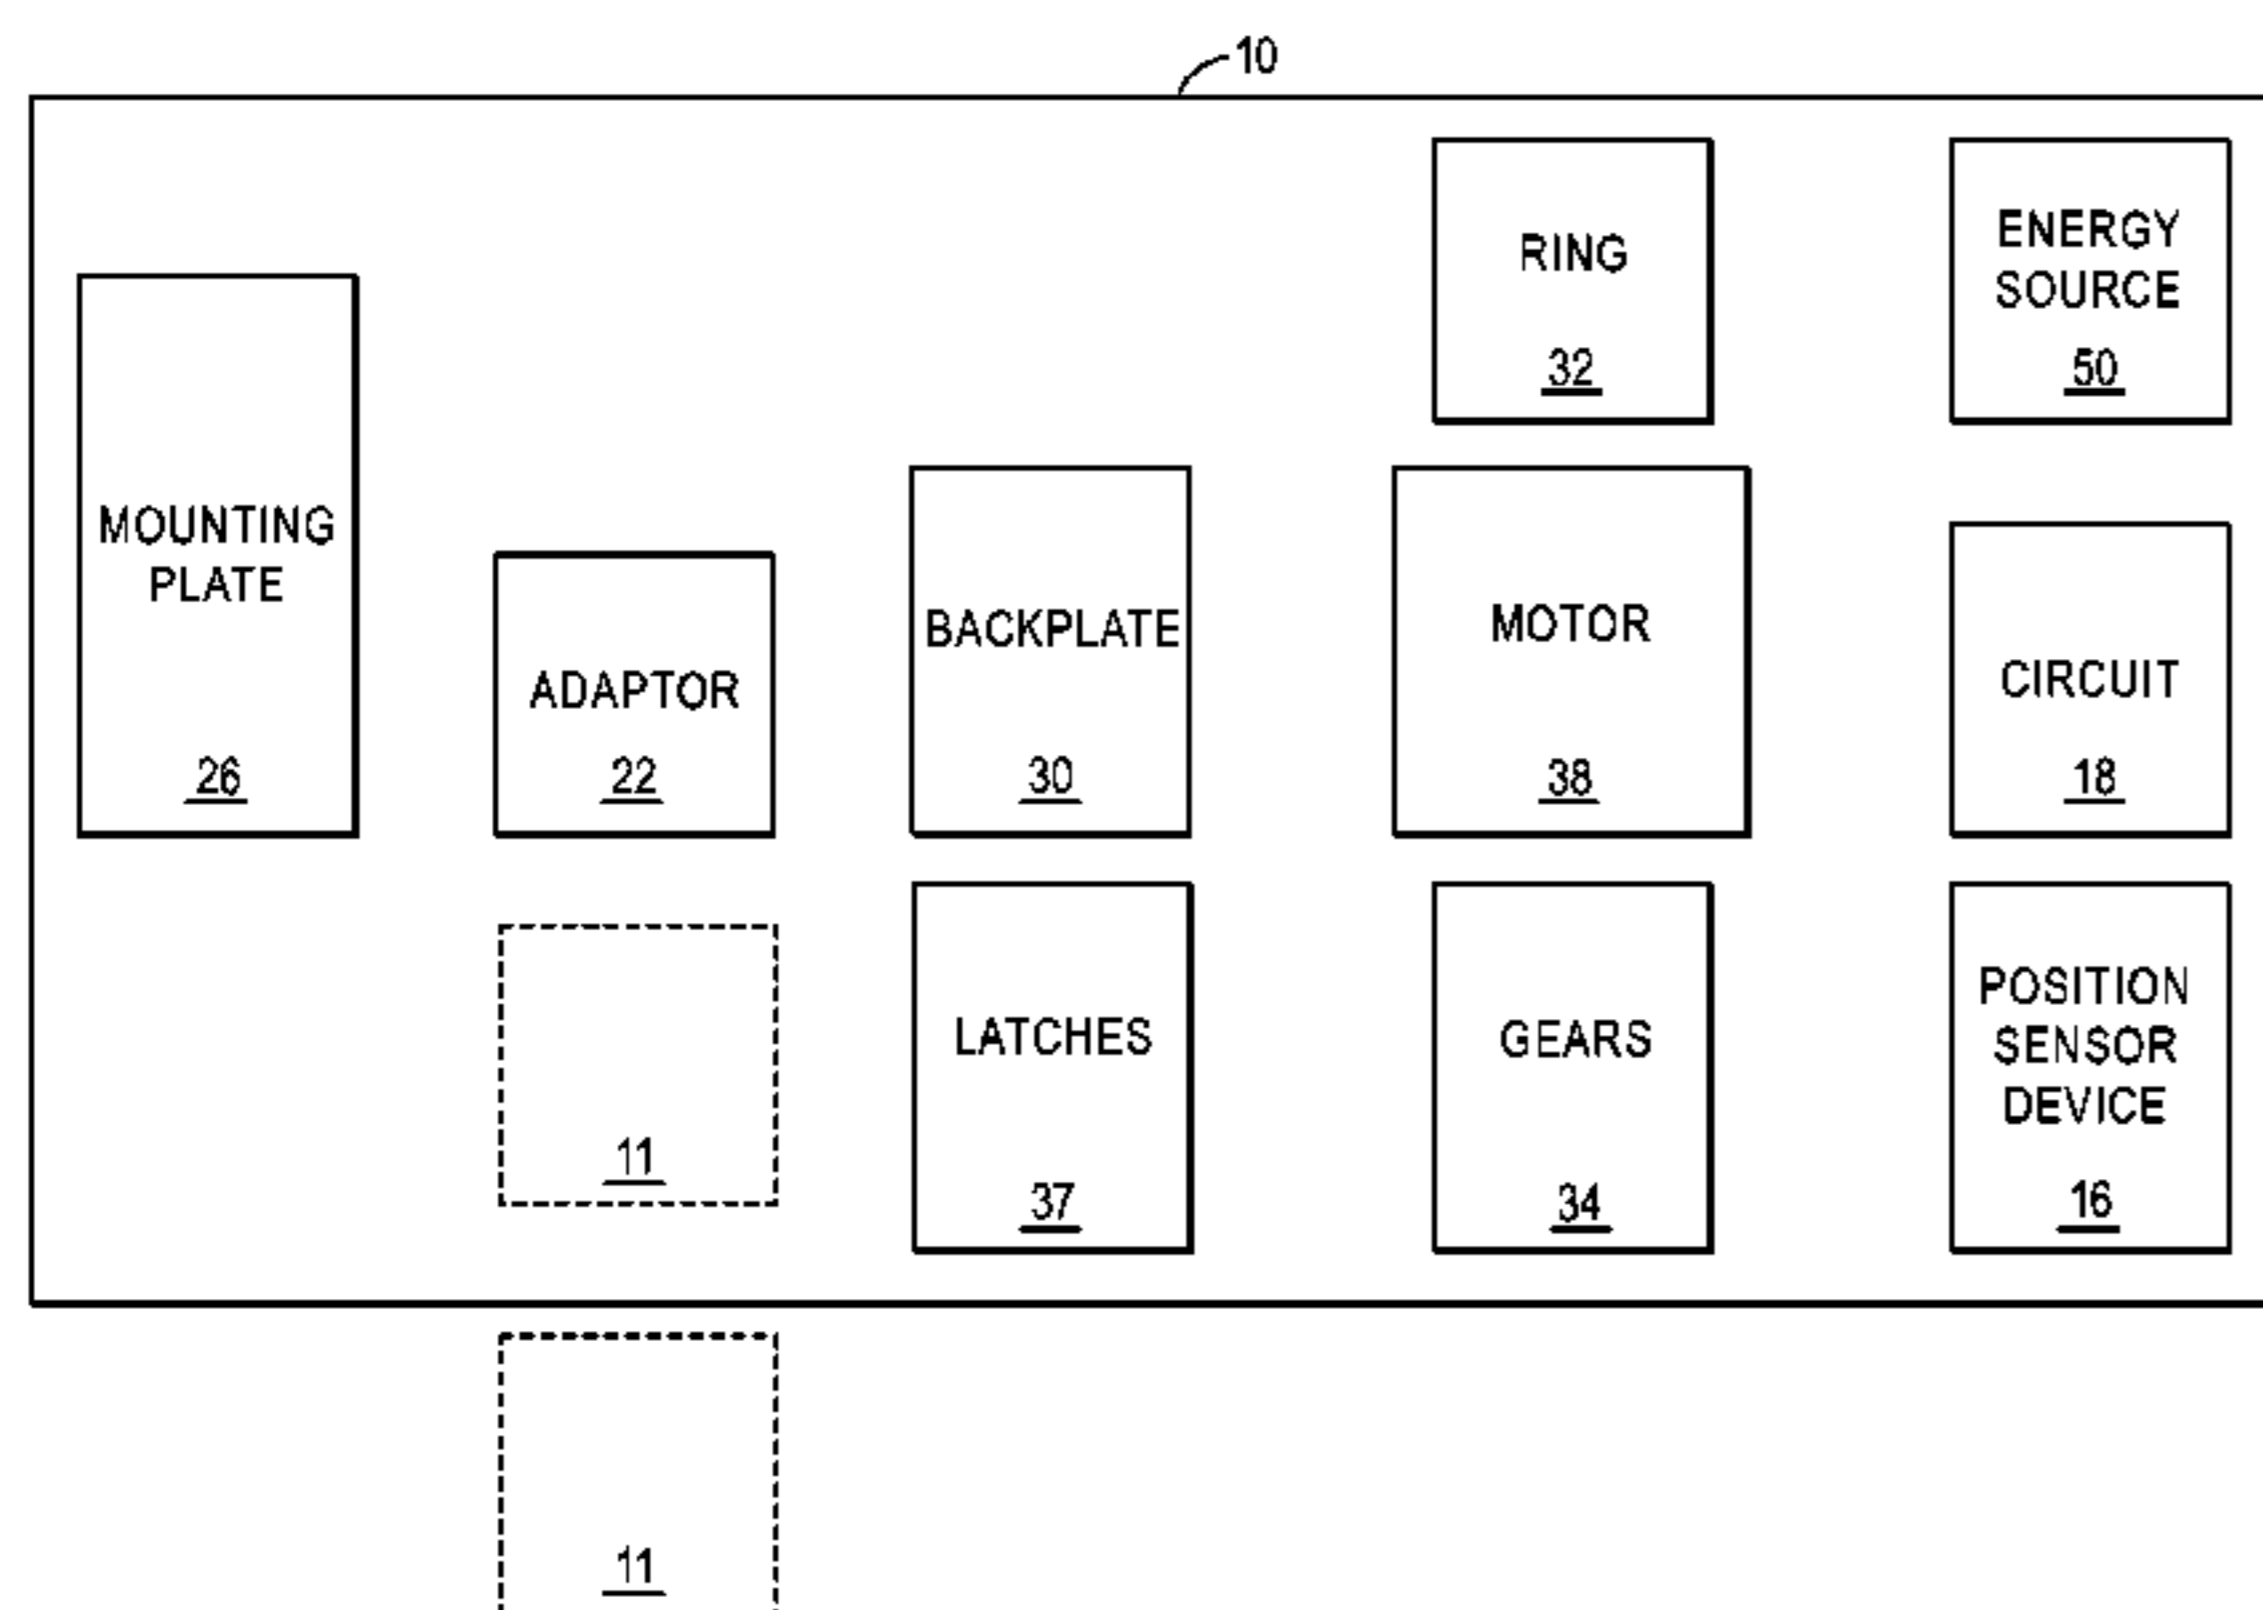 10
RING
32
ENERGY
SOURCE
50
MOUNTING
PLATE
26
ADAPTOR
22
BACKPLATE
30
MOTOR
38
CIRCUIT
18
11
LATCHES
37
GEARS
34
POSITION
SENSOR
DEVICE
16
11